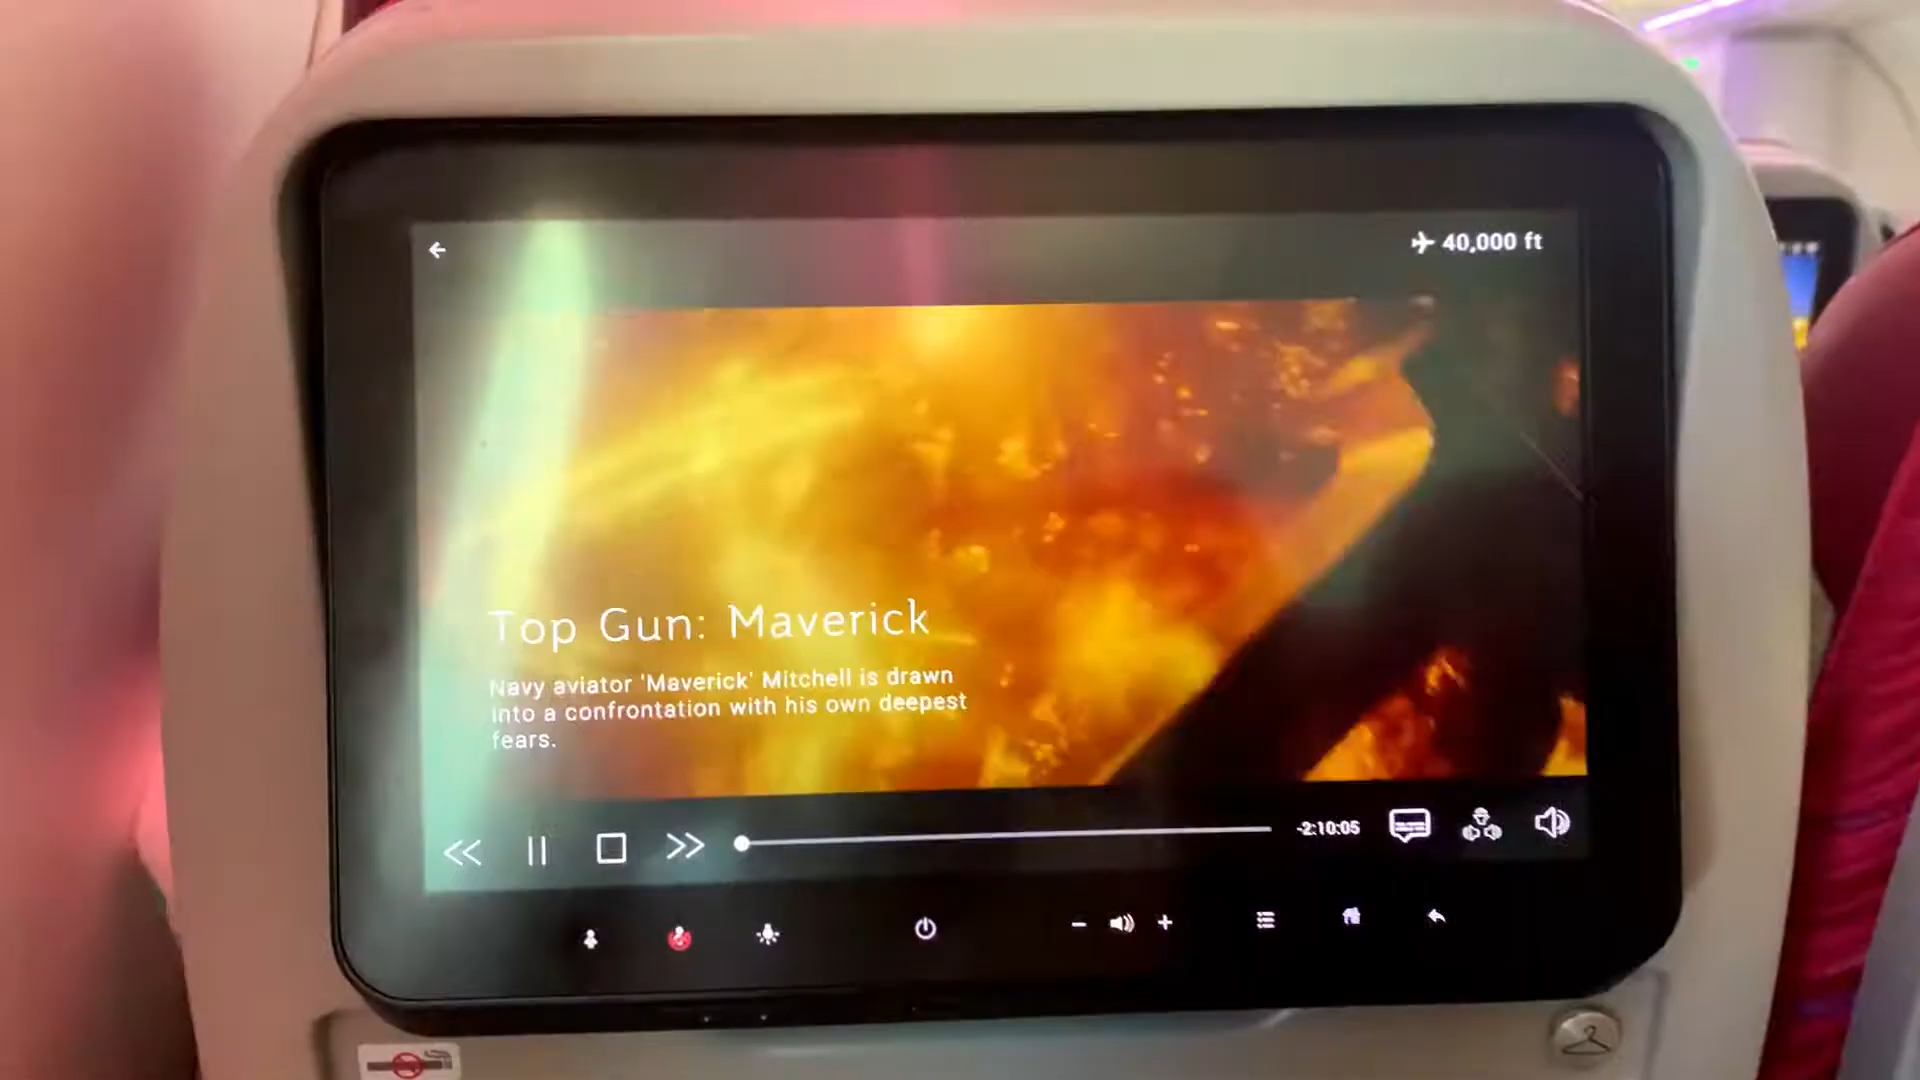 40,000 ft
Top Gun: Maverick
Navy aviator 'Maverick' Mitchell is drawn
into a confrontation with his own deepest
fears.
-2:10:05